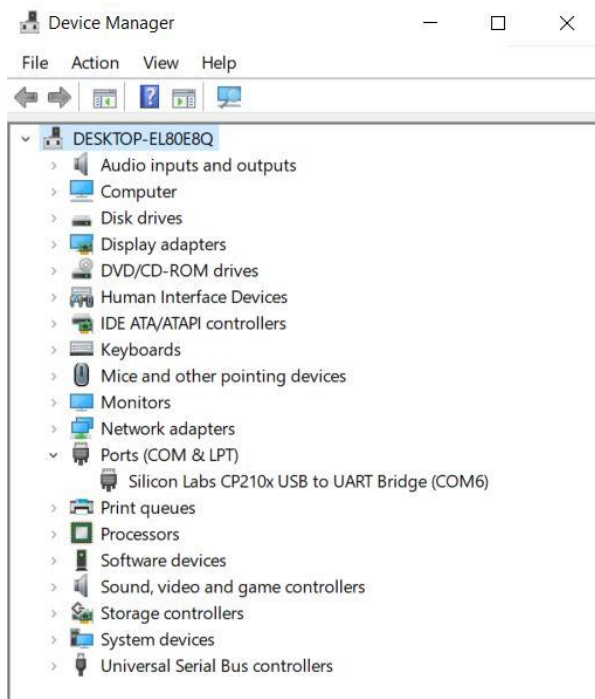 Device Manager
File Action View Help
DESKTOP-EL80E8Q
Audio inputs and outputs
Computer
Disk drives
Display adapters
DVD/CD-ROM drives
Human Interface Devices
IDE ATA/ATAPI controllers
Keyboards
Mice and other pointing devices
Monitors
Network adapters
Ports (COM & LPT)
Silicon Labs CP210x USB to UART Bridge (COM6)
Print queues
Processors
Software devices
Sound, video and game controllers
Storage controllers
System devices
Universal Serial Bus controllers